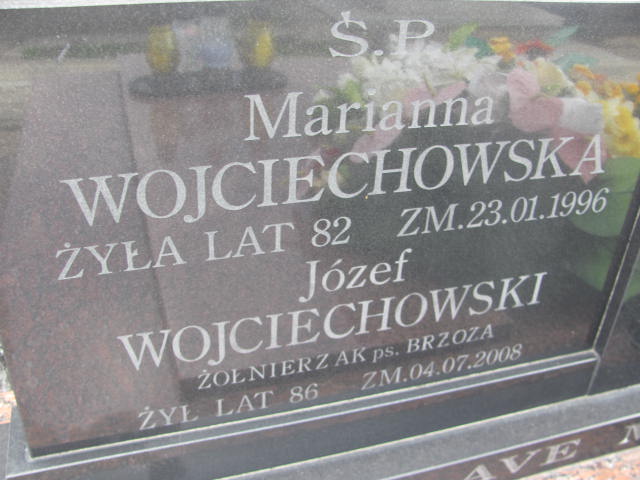 Ś.P.
Marianna
WOJCIECHOWSKA
ŻYŁA LAT 82 ZM.23.01.1996
Józef
WOJCIECHOWSKI
ŻOŁNIERZ AK ps. BRZOZA
ŻYŁ LAT 86 ZM.04.07.2008
AVE M